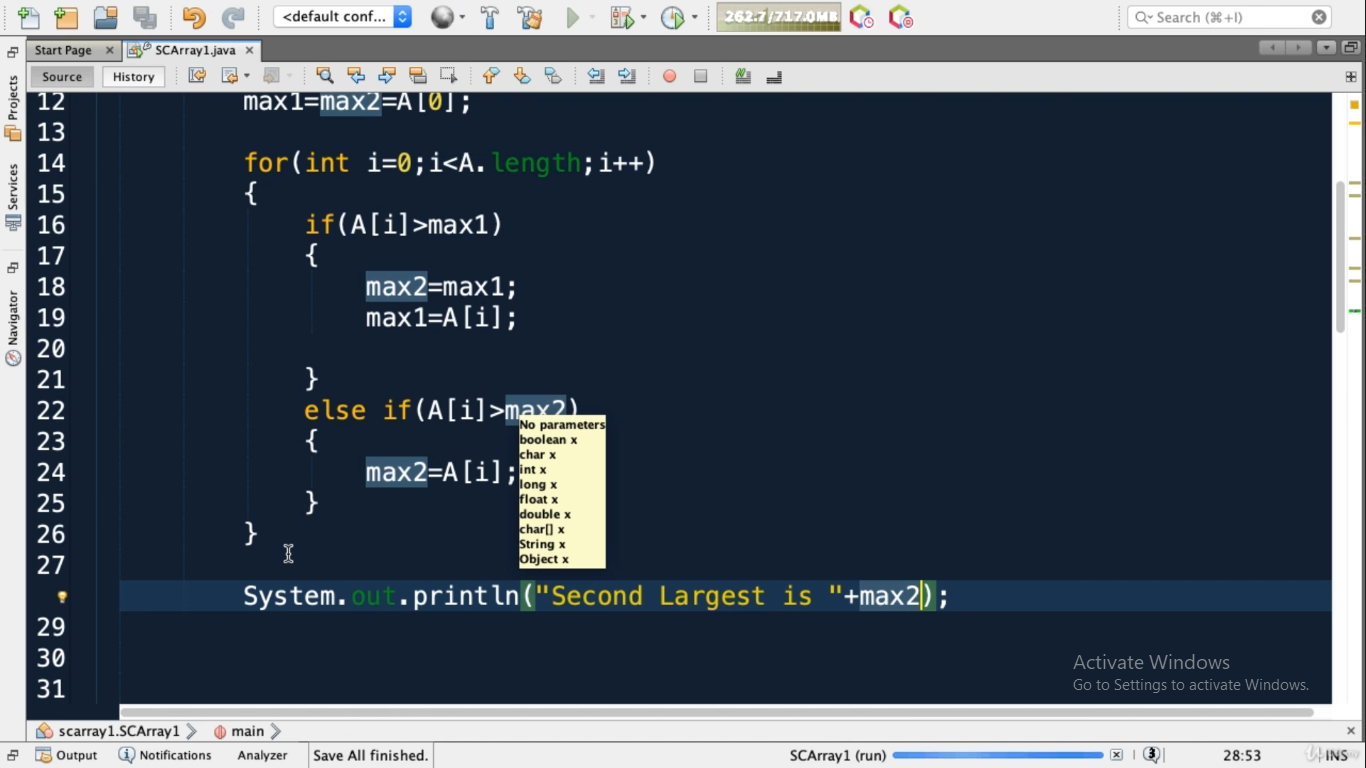 <default conf...
262.7/717.0MB
Search (⌘+I)
Start Page
SCArray1.java
Source
History
Projects
Services
Navigator
12 max1=max2=A[0];
13
14 for(int i=0;i<A.length;i++)
15 {
16 if(A[i]>max1)
17 {
18 max2=max1;
19 max1=A[i];
20
21 }
22 else if(A[i]>max2)
23 {
24 max2=A[i];
25 }
26 }
27
System.out.println("Second Largest is "+max2);
29
30
31
No parameters
boolean x
char x
int x
long x
float x
double x
char[] x
String x
Object x
Activate Windows
Go to Settings to activate Windows.
scarray1.SCArray1
main
Output
Notifications
Analyzer
Save All finished.
SCArray1 (run)
3
28:53
INS